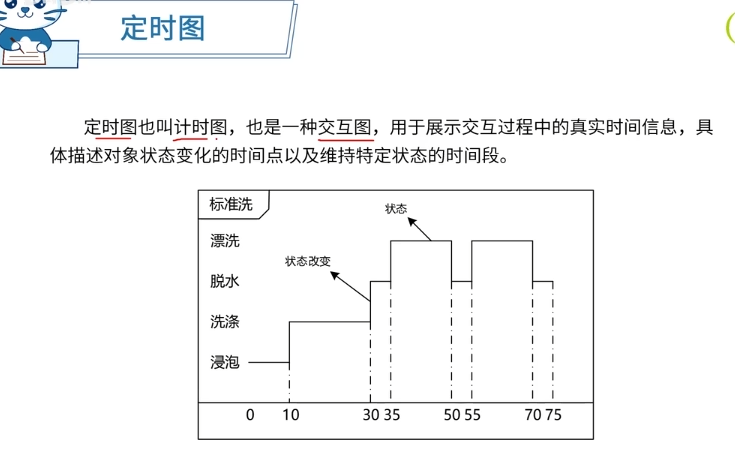 定时图
定时图也叫计时图，也是一种交互图，用于展示交互过程中的真实时间信息，具
体描述对象状态变化的时间点以及维持特定状态的时间段。
标准洗
状态
漂洗
状态改变
脱水
洗涤
浸泡
0 10 30 35 50 55 70 75